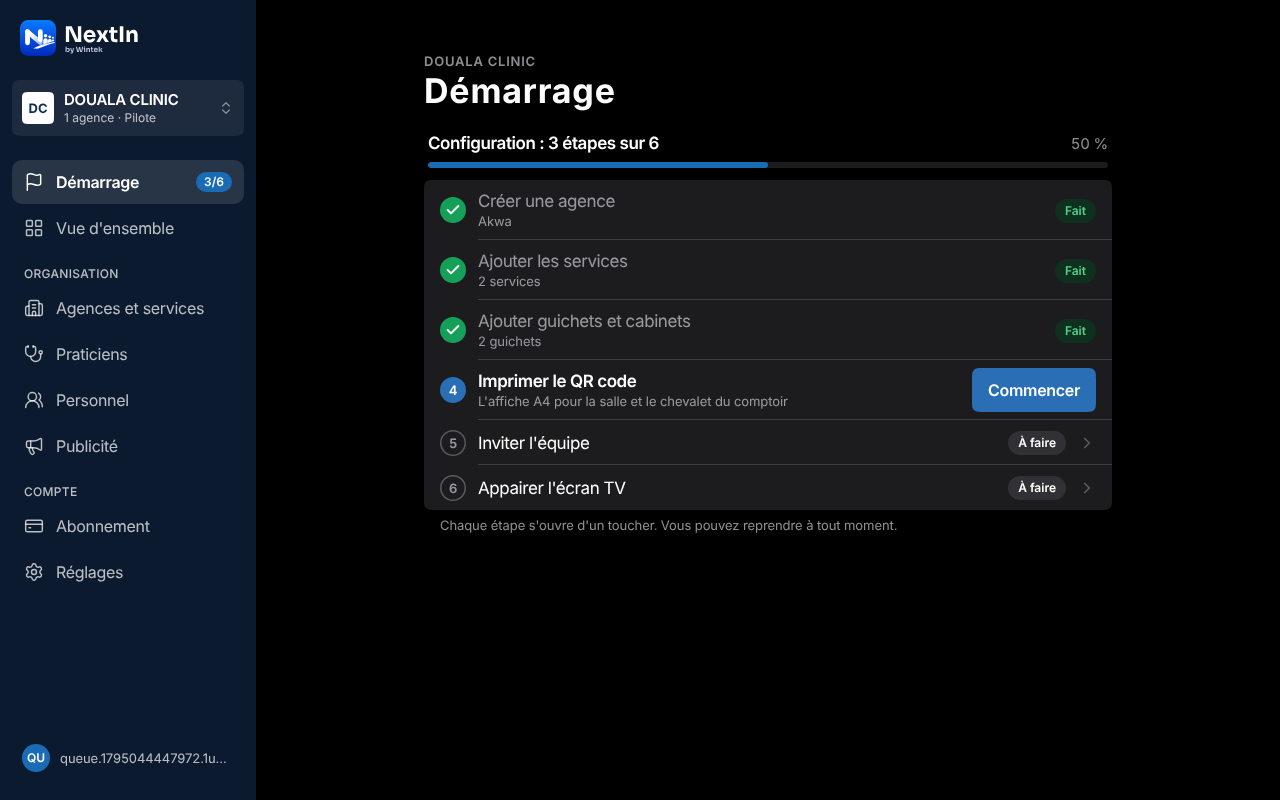 NextIn
by Wintek
DC
DOUALA CLINIC
1 agence · Pilote
Démarrage
3/6
Vue d'ensemble
ORGANISATION
Agences et services
Praticiens
Personnel
Publicité
COMPTE
Abonnement
Réglages
QU
queue.1795044447972.1u...
DOUALA CLINIC
Démarrage
Configuration : 3 étapes sur 6
50 %
Créer une agence
Akwa
Fait
Ajouter les services
2 services
Fait
Ajouter guichets et cabinets
2 guichets
Fait
4
Imprimer le QR code
L'affiche A4 pour la salle et le chevalet du comptoir
Commencer
5
Inviter l'équipe
À faire
6
Appairer l'écran TV
À faire
Chaque étape s'ouvre d'un toucher. Vous pouvez reprendre à tout moment.